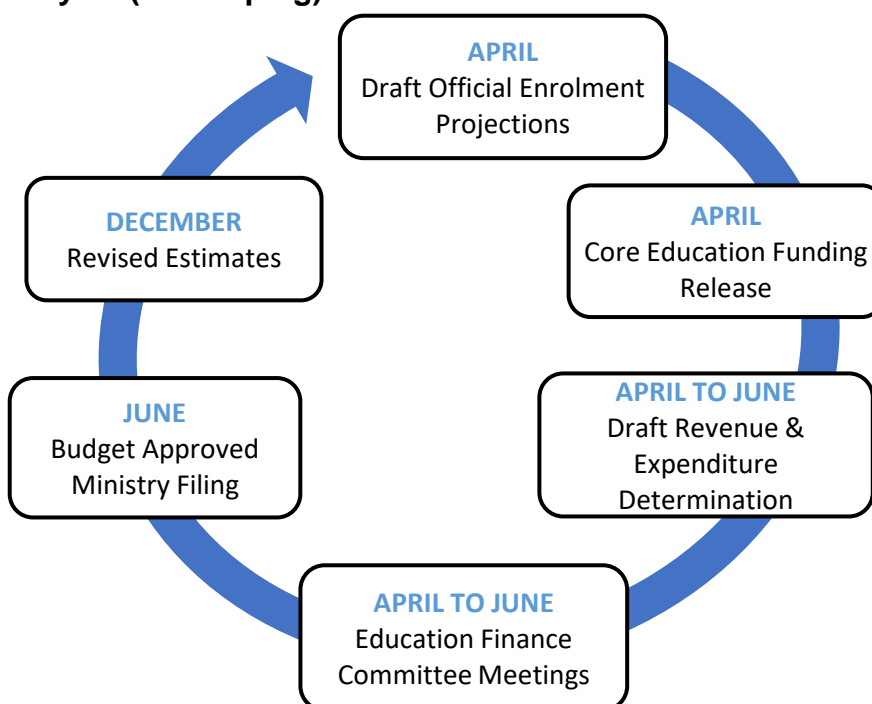 APRIL
Draft Official Enrolment
Projections
APRIL
Core Education Funding
Release
APRIL TO JUNE
Draft Revenue &
Expenditure
Determination
APRIL TO JUNE
Education Finance
Committee Meetings
JUNE
Budget Approved
Ministry Filing
DECEMBER
Revised Estimates